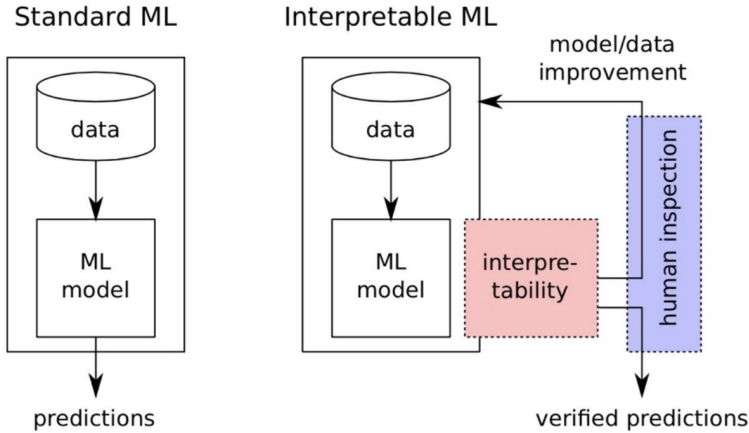 Standard ML
data
ML
model
predictions
Interpretable ML
model/data
improvement
data
ML
model
interpre-
tability
human inspection
verified predictions